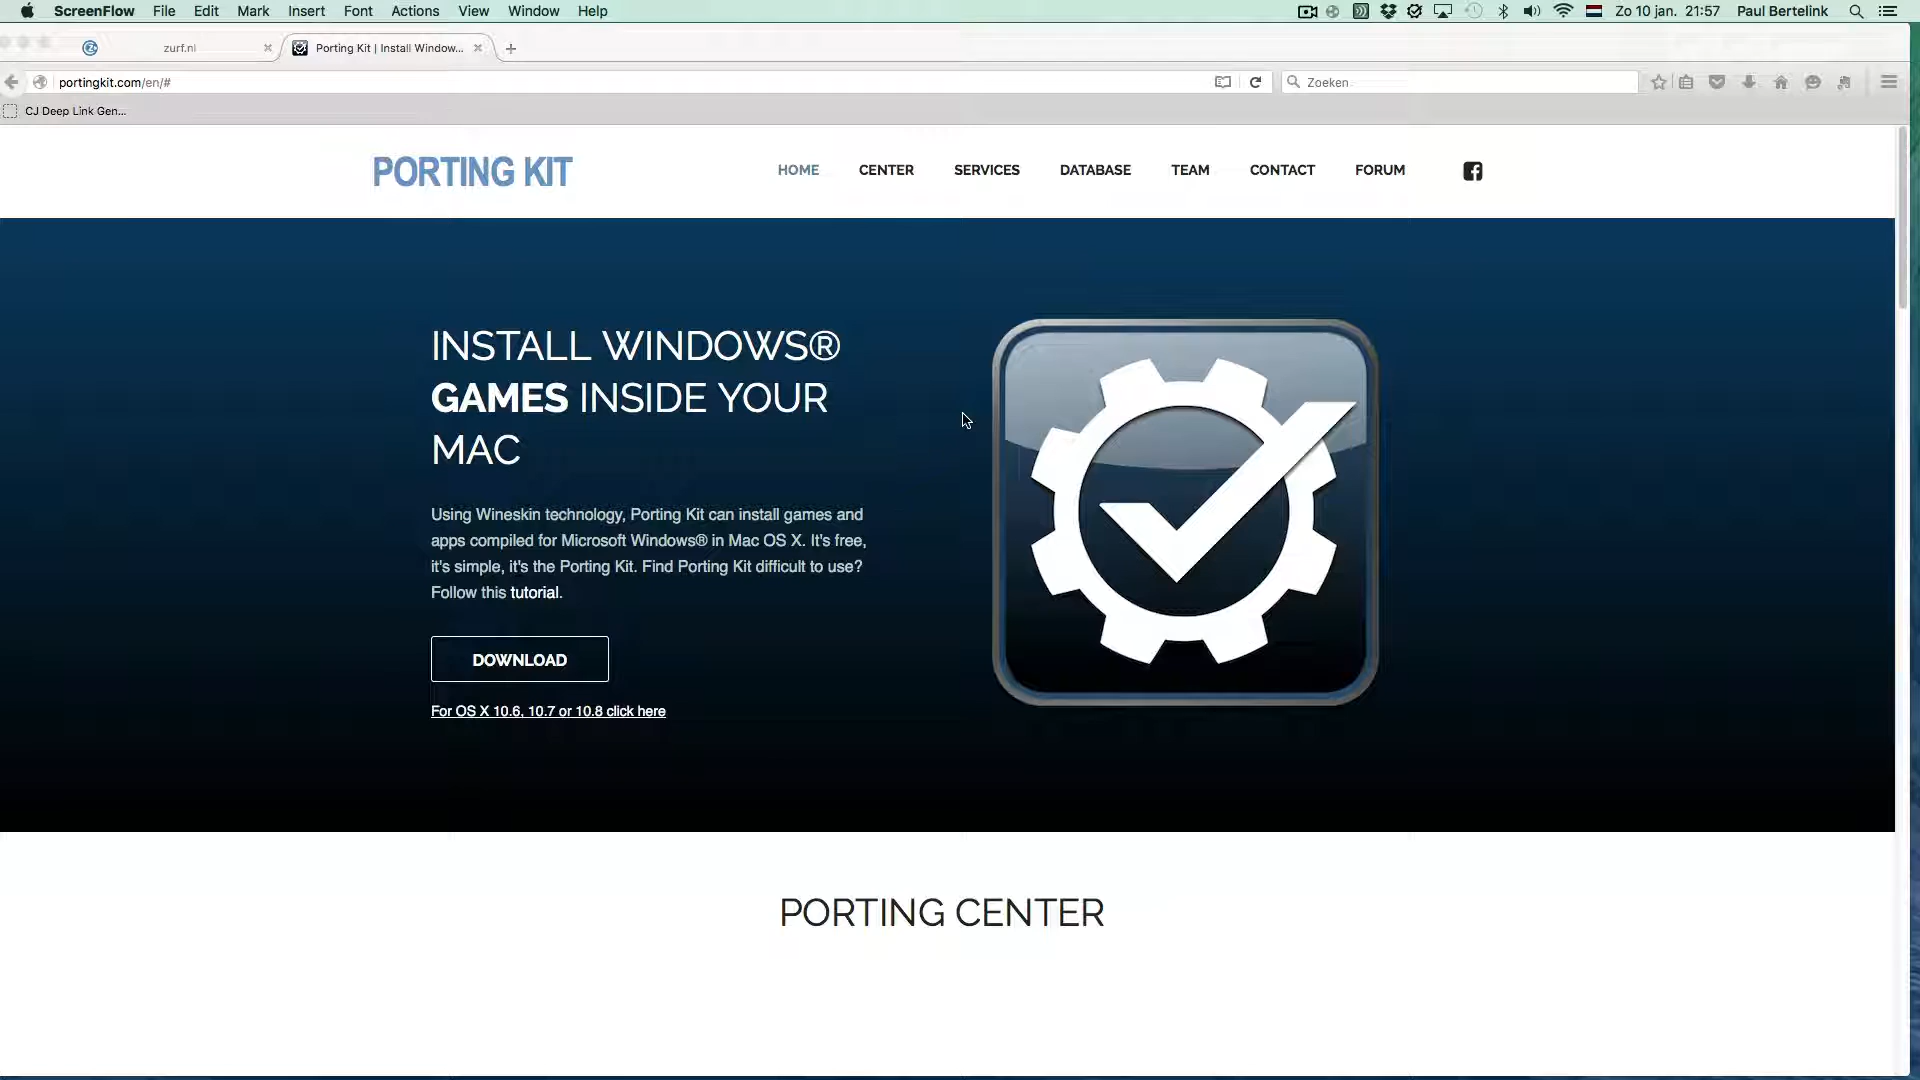 ScreenFlow File Edit Mark Insert Font Actions View Window Help Zo 10 jan. 21:57 Paul Bertelink
zurf.nl Porting Kit | Install Window...
portingkit.com/en/# Zoeken
CJ Deep Link Gen...
PORTING KIT HOME CENTER SERVICES DATABASE TEAM CONTACT FORUM
INSTALL WINDOWS®
GAMES INSIDE YOUR
MAC
Using Wineskin technology, Porting Kit can install games and
apps compiled for Microsoft Windows® in Mac OS X. It's free,
it's simple, it's the Porting Kit. Find Porting Kit difficult to use?
Follow this tutorial.
DOWNLOAD
For OS X 10.6, 10.7 or 10.8 click here
PORTING CENTER